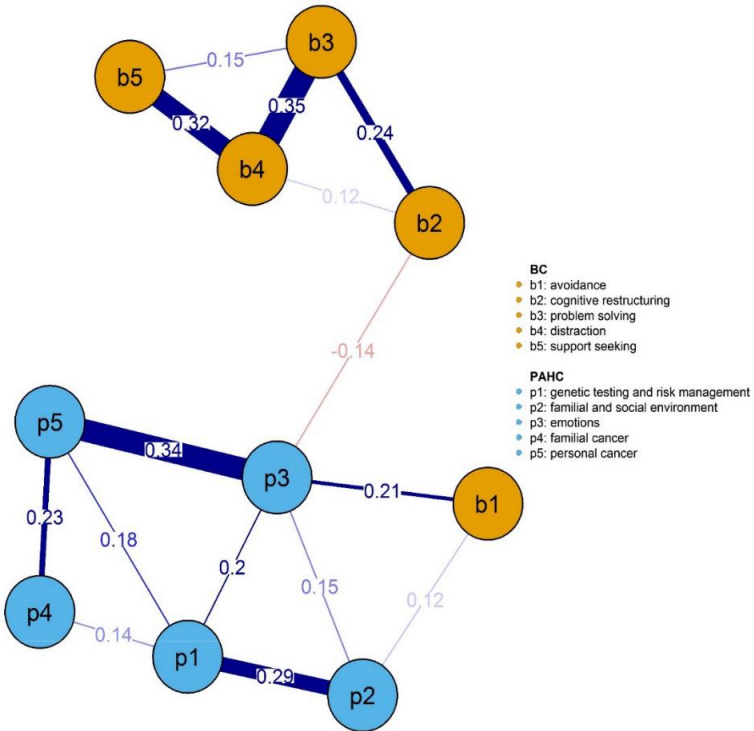 b3
0.15
b5
0.35
0.32
0.24
b4
0.12
b2
BC
b1: avoidance
b2: cognitive restructuring
b3: problem solving
b4: distraction
b5: support seeking
-0.14
PAHC
p1: genetic testing and risk management
p2: familial and social environment
p3: emotions
p4: familial cancer
p5: personal cancer
p5
0.34
p3
0.21
b1
0.23
0.18
0.2
0.15
0.12
p4
0.14
p1
0.29
p2